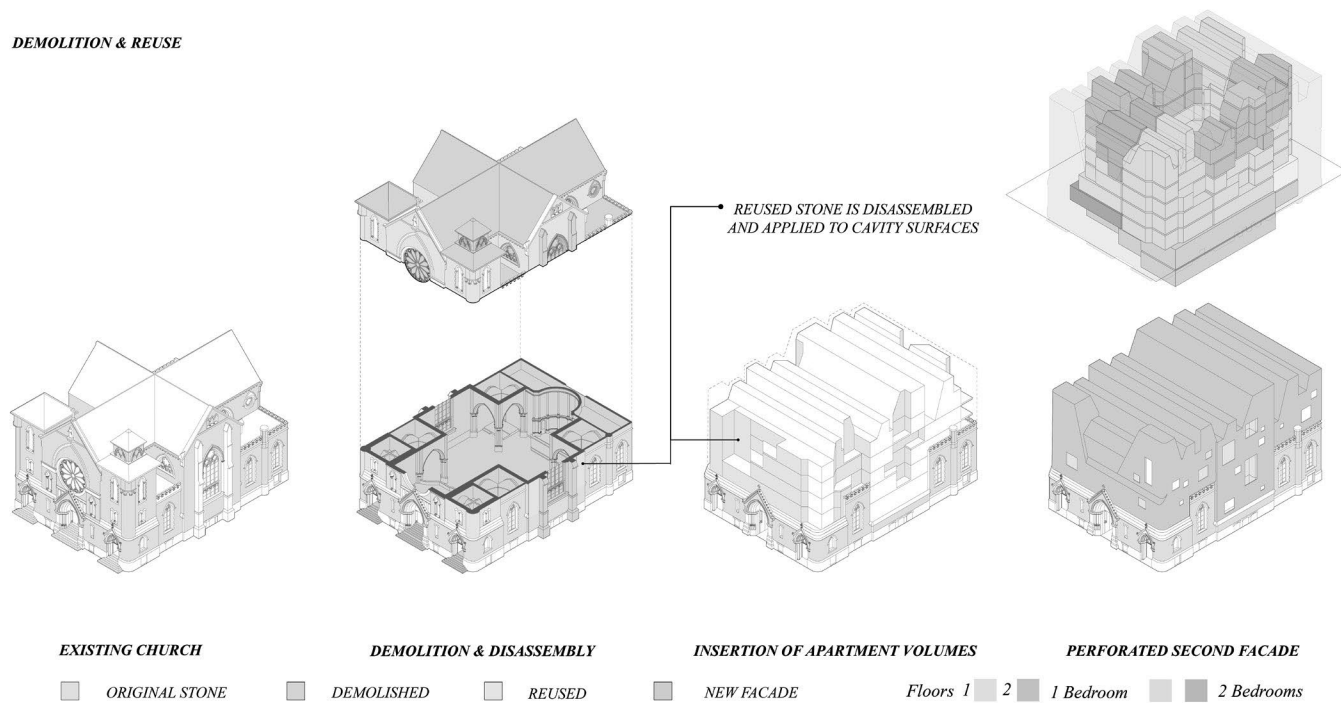 DEMOLITION & REUSE
REUSED STONE IS DISASSEMBLED
AND APPLIED TO CAVITY SURFACES
EXISTING CHURCH
DEMOLITION & DISASSEMBLY
INSERTION OF APARTMENT VOLUMES
PERFORATED SECOND FACADE
ORIGINAL STONE
DEMOLISHED
REUSED
NEW FACADE
Floors 1 2 1 Bedroom 2 Bedrooms